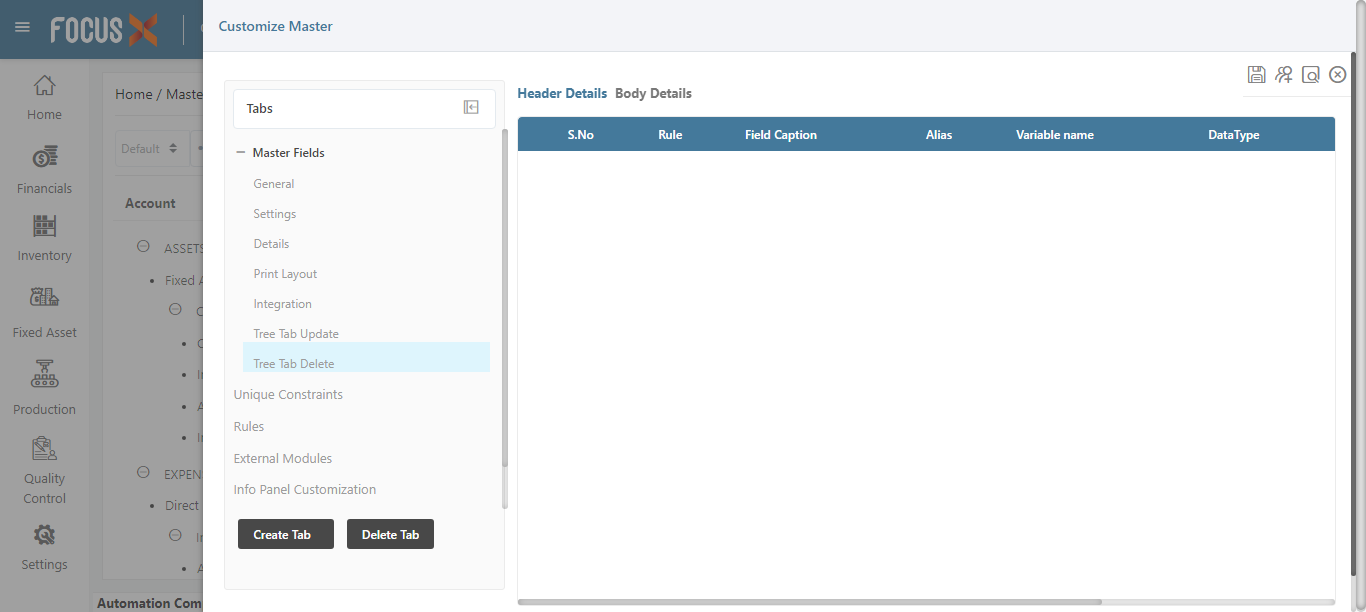 Customize Master
FOCUS X
Home
Financials
Inventory
Fixed Asset
Production
Quality
Control
Settings
Home / Maste
Default
Account
ASSETS
Fixed A
EXPEN
Direct
Automation Com
Tabs
Master Fields
General
Settings
Details
Print Layout
Integration
Tree Tab Update
Tree Tab Delete
Unique Constraints
Rules
External Modules
Info Panel Customization
Create Tab Delete Tab
Header Details Body Details
S.No Rule Field Caption Alias Variable name DataType